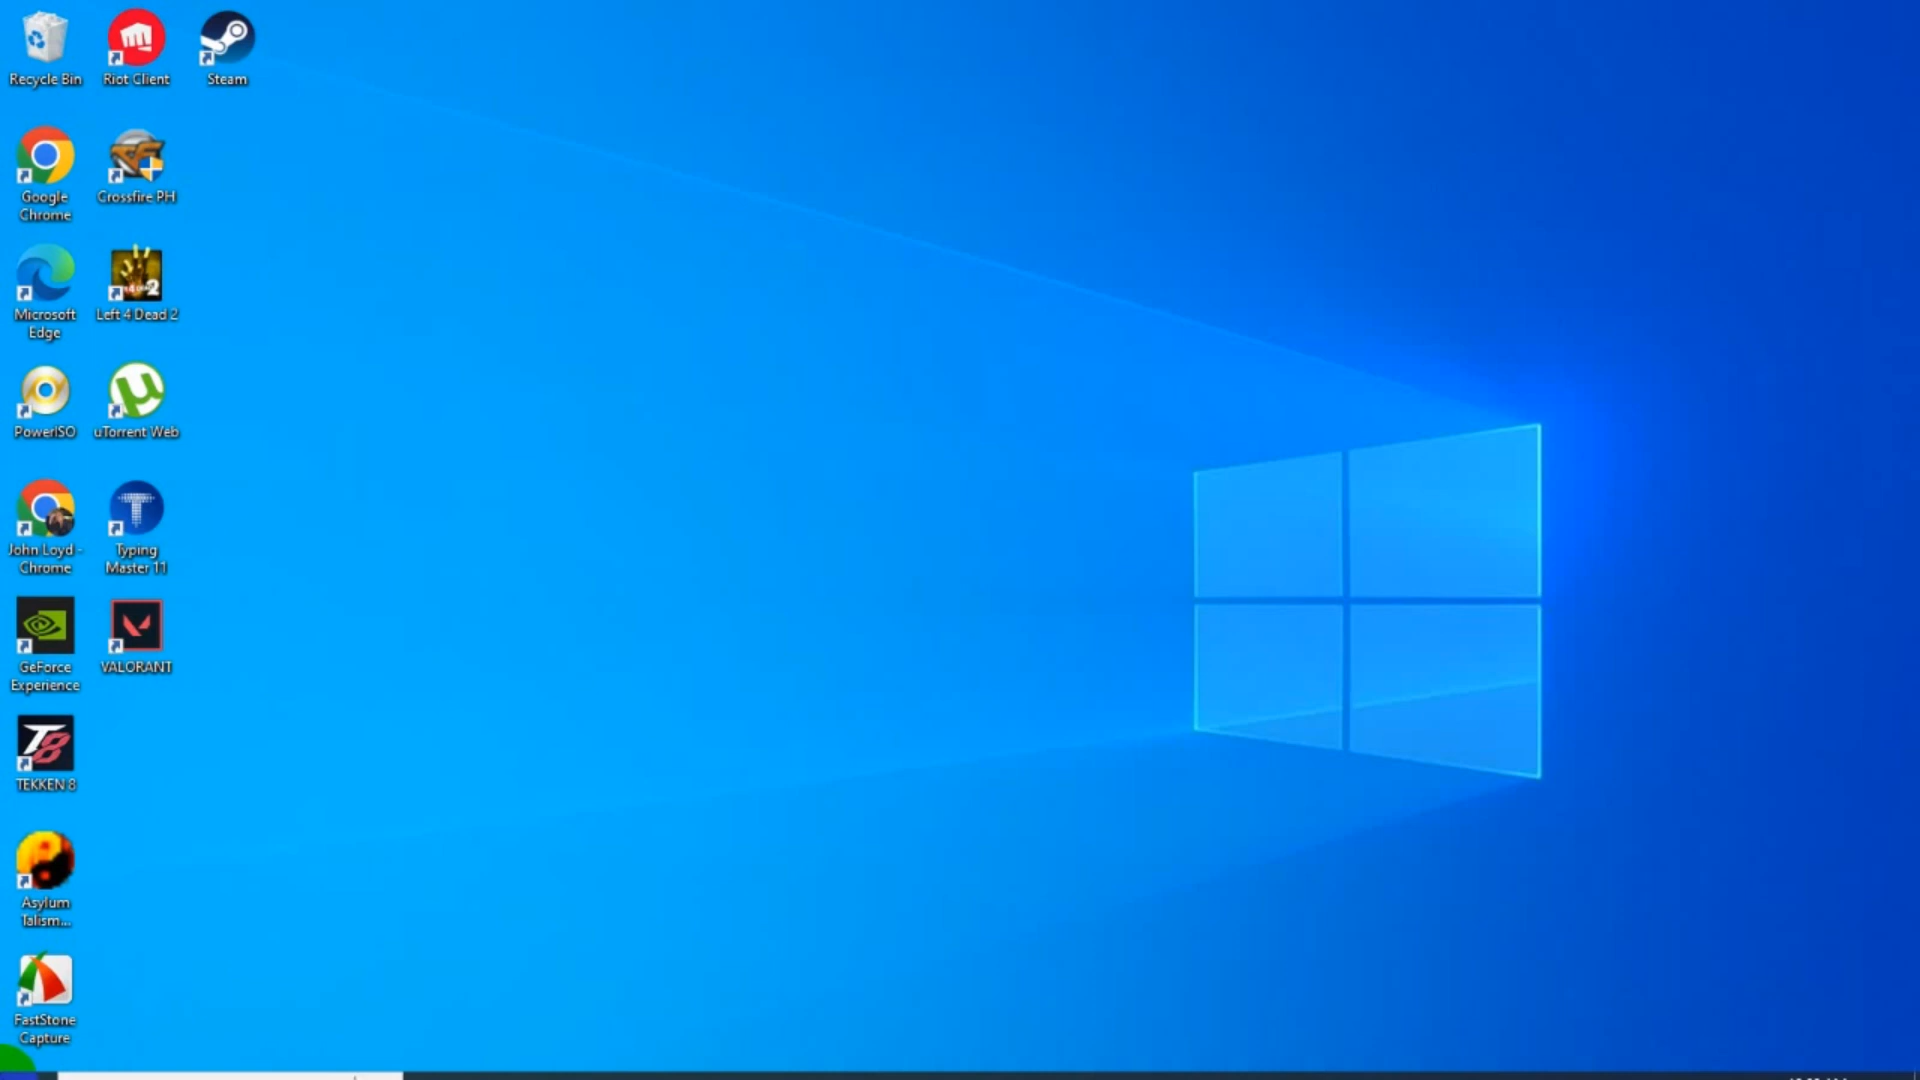 Recycle Bin
Riot Client
Steam
Google
Chrome
Crossfire PH
Microsoft
Edge
Left 4 Dead 2
PowerISO
uTorrent Web
John Loyd -
Chrome
Typing
Master 11
GeForce
Experience
VALORANT
TEKKEN 8
Asylum
Talism...
FastStone
Capture